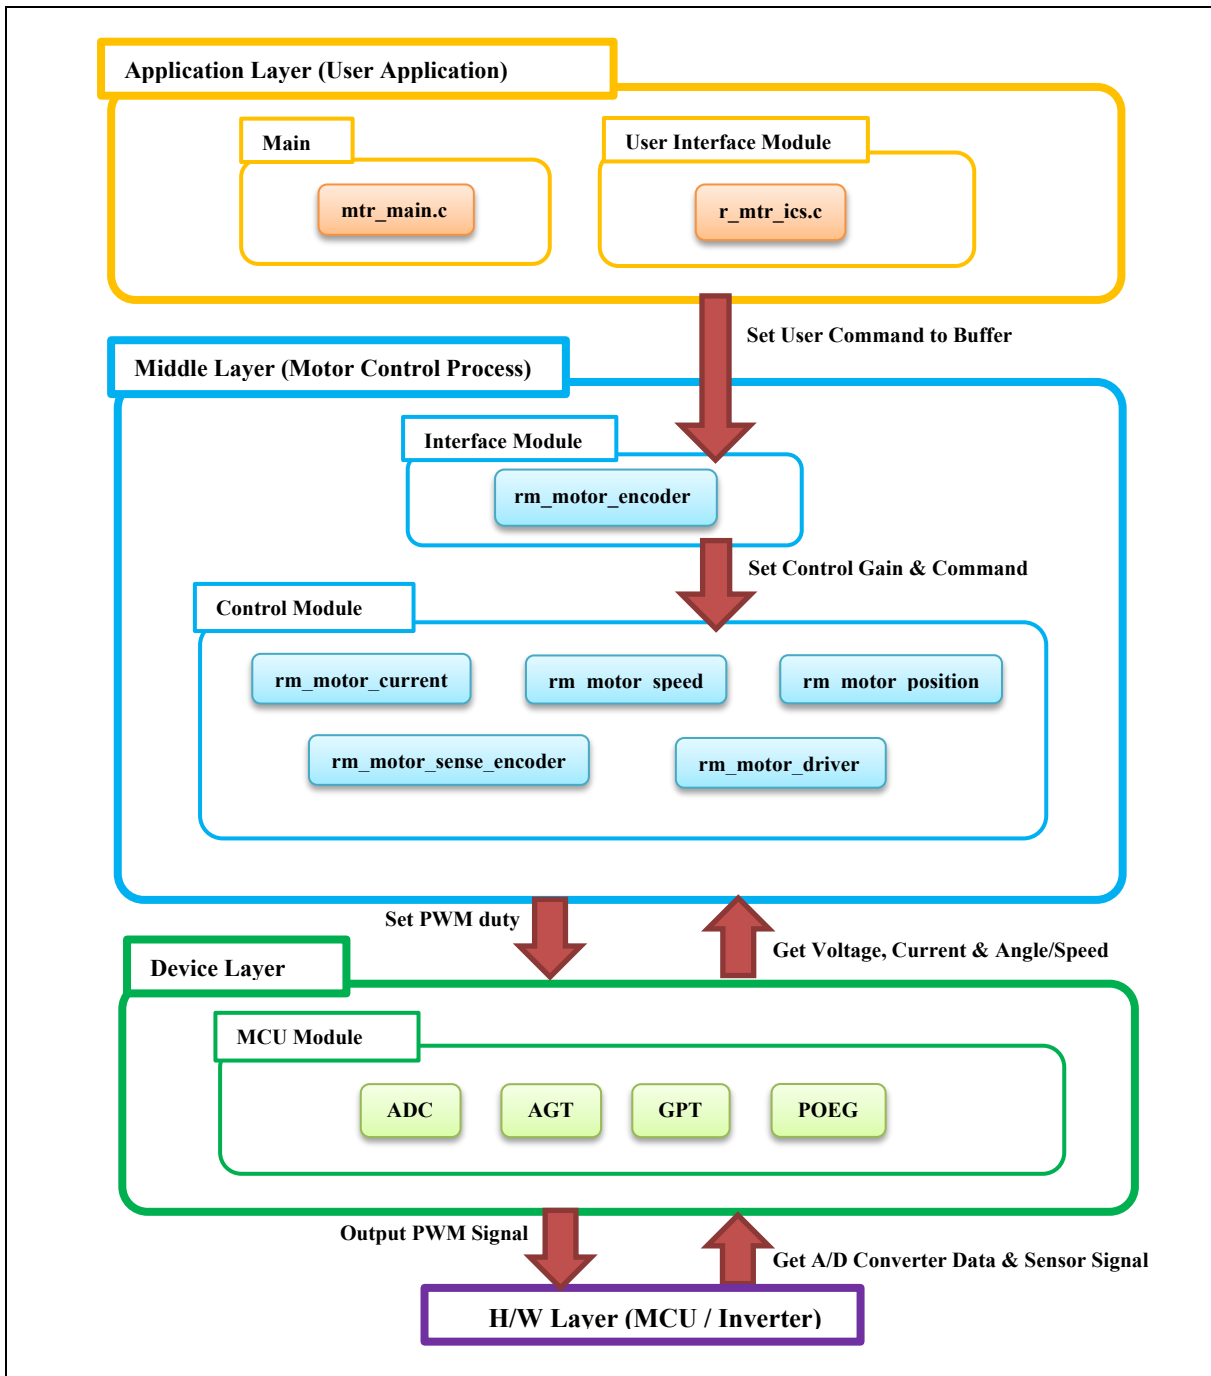 Application Layer (User Application)
Main
User Interface Module
mtr_main.c
r_mtr_ics.c
Set User Command to Buffer
Middle Layer (Motor Control Process)
Interface Module
rm_motor_encoder
Set Control Gain & Command
Control Module
rm_motor_current
rm motor speed
rm motor position
rm_motor_sense_encoder
rm_motor_driver
Set PWM duty
Get Voltage, Current & Angle/Speed
Device Layer
MCU Module
ADC
AGT
GPT
POEG
Output PWM Signal
Get A/D Converter Data & Sensor Signal
H/W Layer (MCU / Inverter)